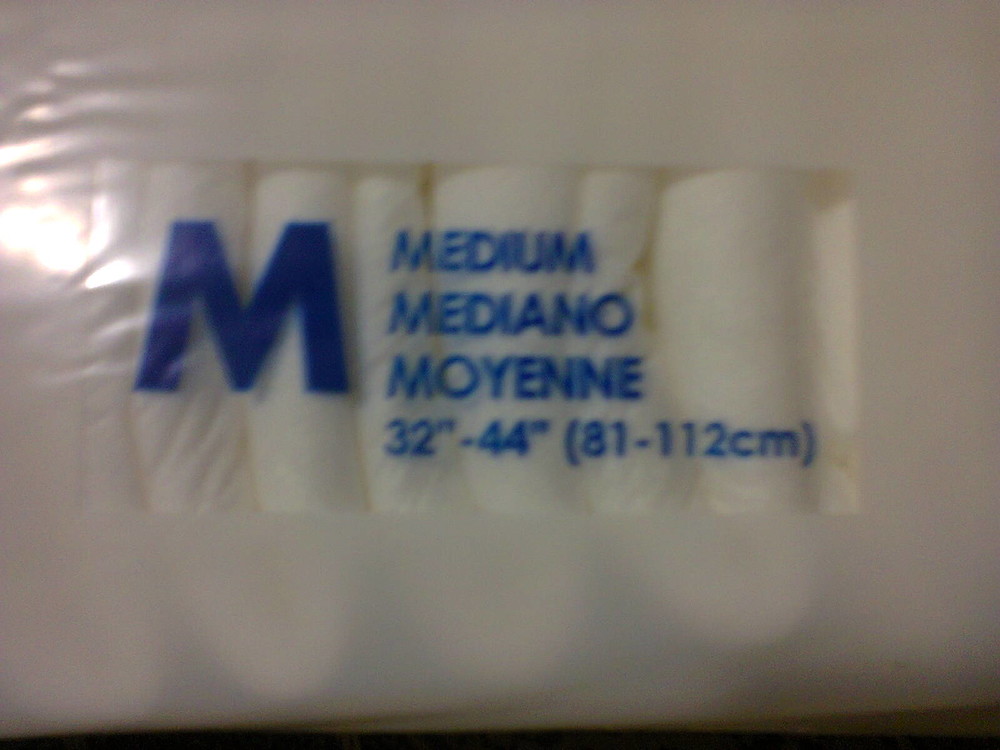 M
MEDIUM
MEDIANO
MOYENNE
32"-44" (81-112cm)